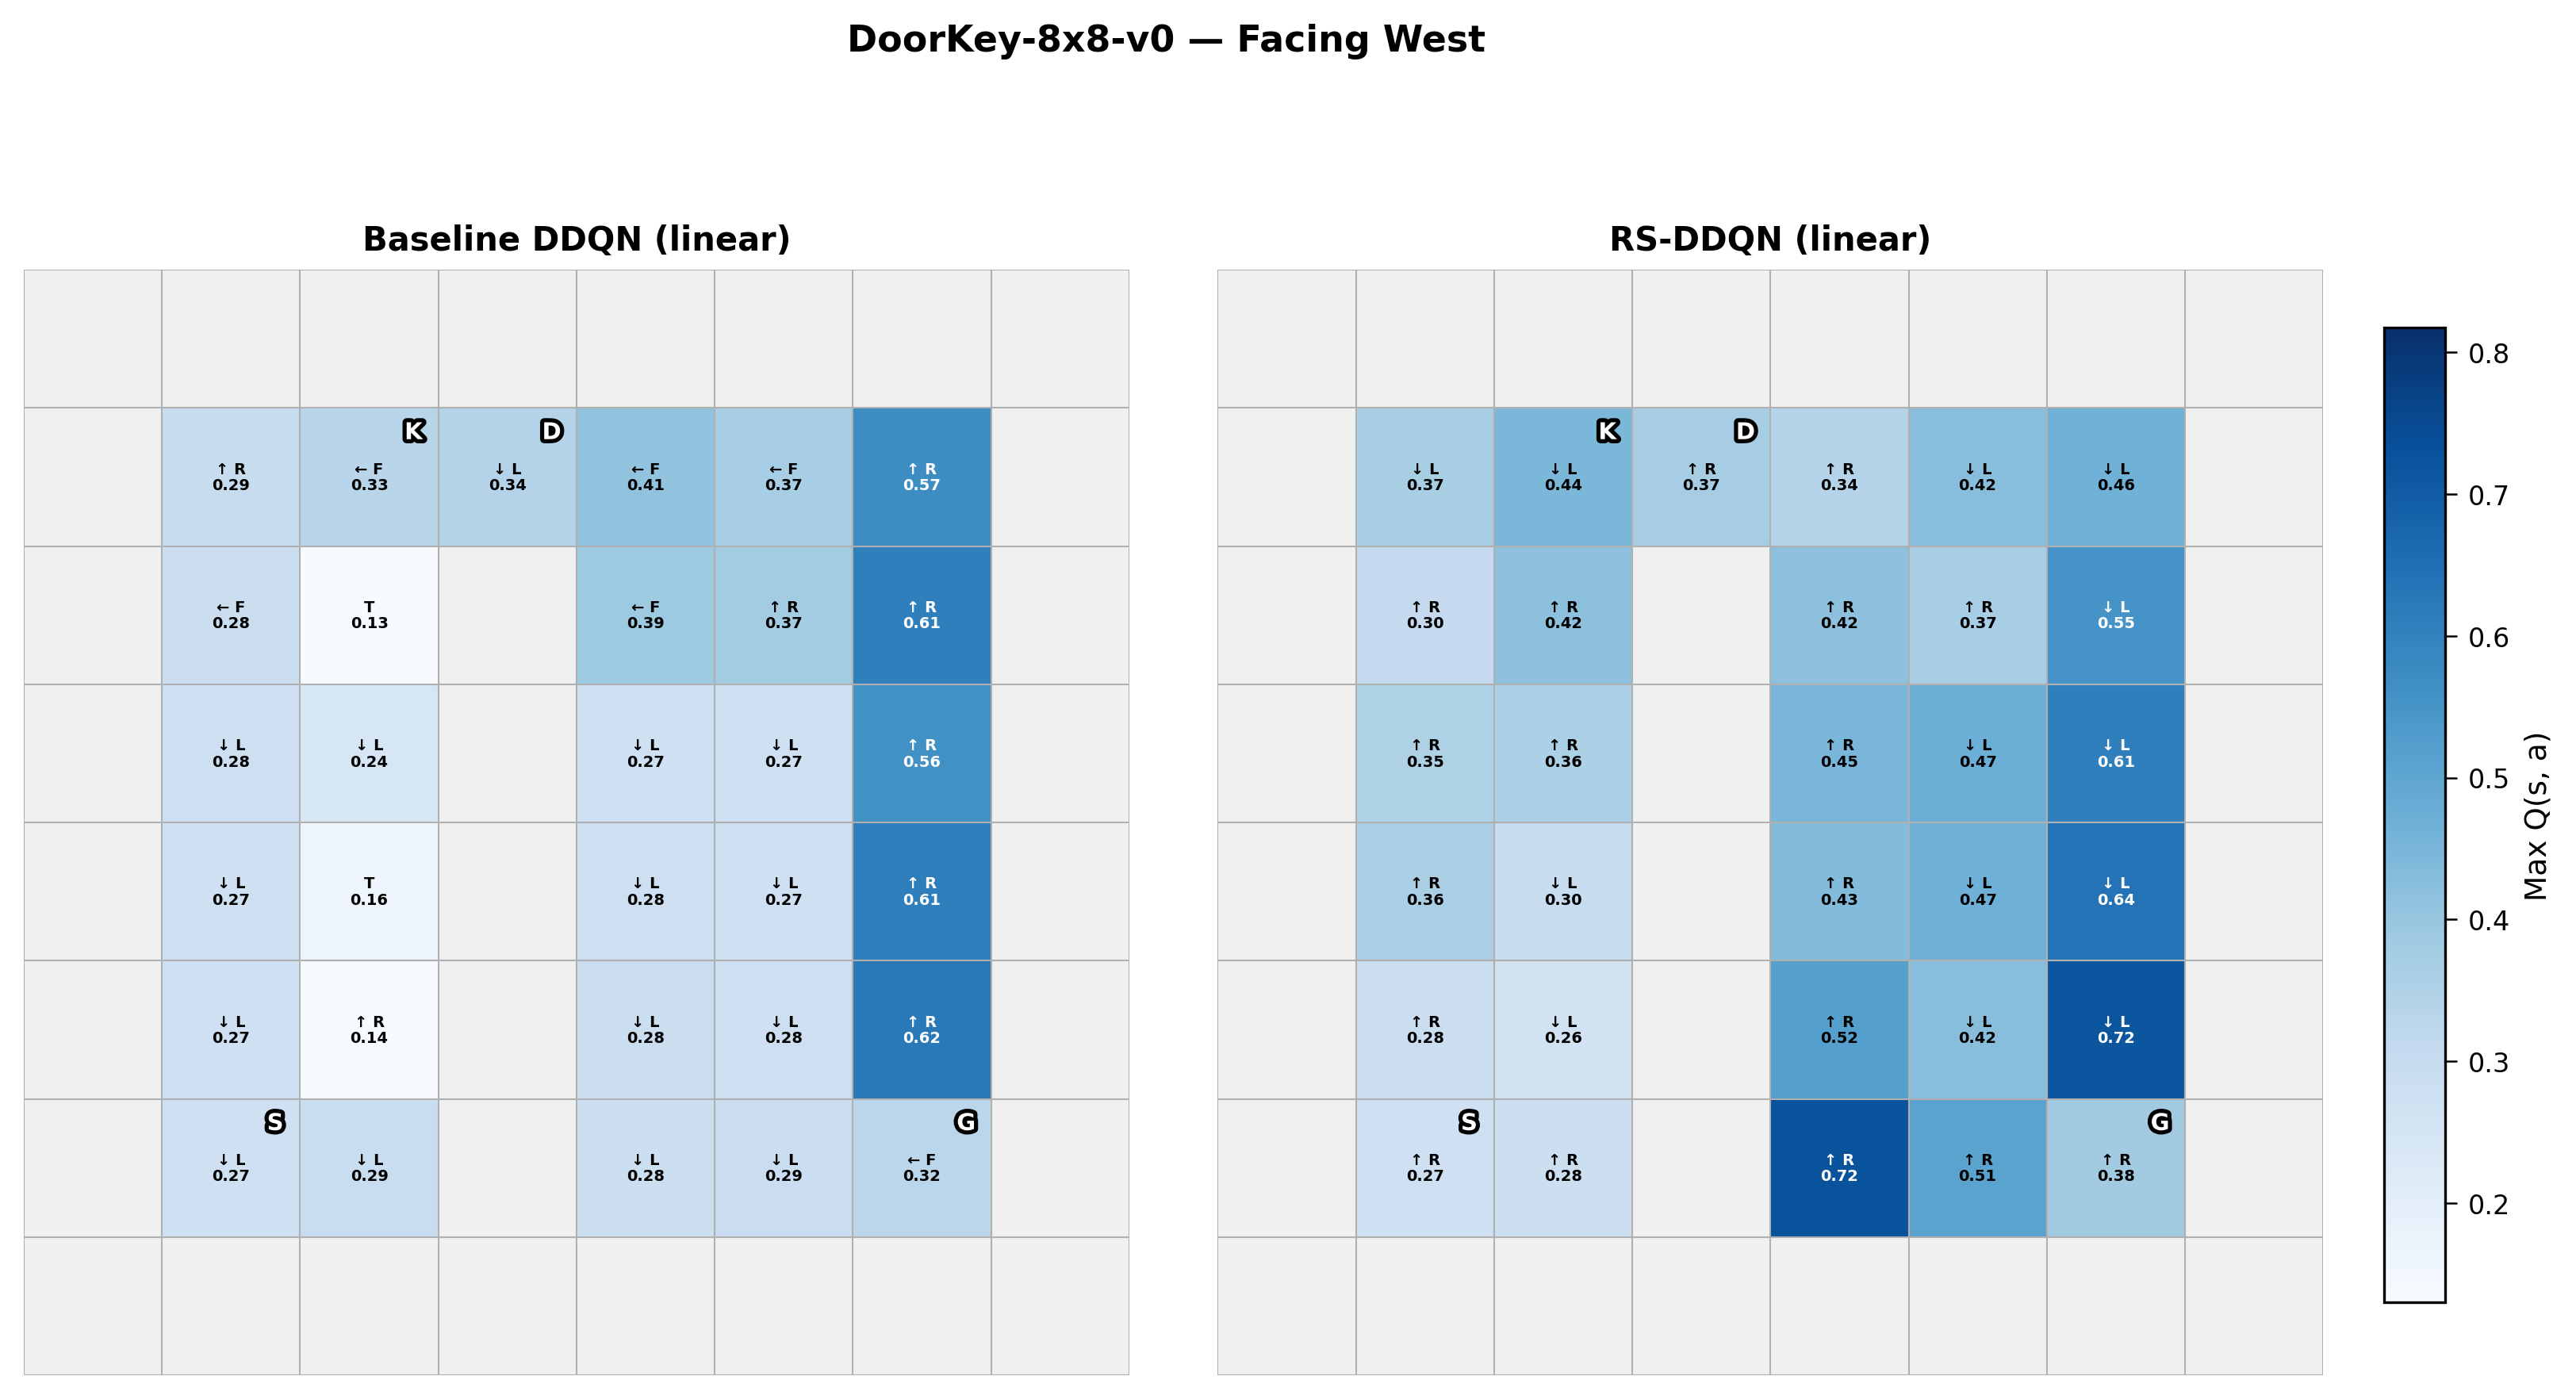 DoorKey-8x8-v0 — Facing West
Baseline DDQN (linear)
K
D
↑ R
0.29
← F
0.33
↓ L
0.34
← F
0.41
← F
0.37
↑ R
0.57
← F
0.28
T
0.13
← F
0.39
↑ R
0.37
↑ R
0.61
↓ L
0.28
↓ L
0.24
↓ L
0.27
↓ L
0.27
↑ R
0.56
↓ L
0.27
T
0.16
↓ L
0.28
↓ L
0.27
↑ R
0.61
↓ L
0.27
↑ R
0.14
↓ L
0.28
↓ L
0.28
↑ R
0.62
S
G
↓ L
0.27
↓ L
0.29
↓ L
0.28
↓ L
0.29
← F
0.32
RS-DDQN (linear)
K
D
↓ L
0.37
↓ L
0.44
↑ R
0.37
↑ R
0.34
↓ L
0.42
↓ L
0.46
↑ R
0.30
↑ R
0.42
↑ R
0.42
↑ R
0.37
↓ L
0.55
↑ R
0.35
↑ R
0.36
↑ R
0.45
↓ L
0.47
↓ L
0.61
↑ R
0.36
↓ L
0.30
↑ R
0.43
↓ L
0.47
↓ L
0.64
↑ R
0.28
↓ L
0.26
↑ R
0.52
↓ L
0.42
↓ L
0.72
S
G
↑ R
0.27
↑ R
0.28
↑ R
0.72
↑ R
0.51
↑ R
0.38
0.8
0.7
0.6
0.5
0.4
0.3
0.2
Max Q(s, a)